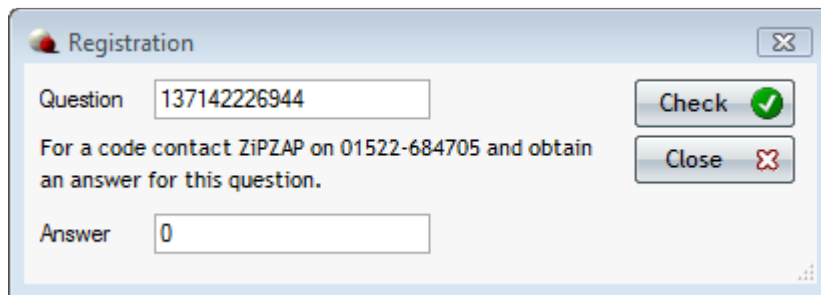 Registration
Question 137142226944
Check
For a code contact ZiPZAP on 01522-684705 and obtain
an answer for this question.
Close
Answer 0